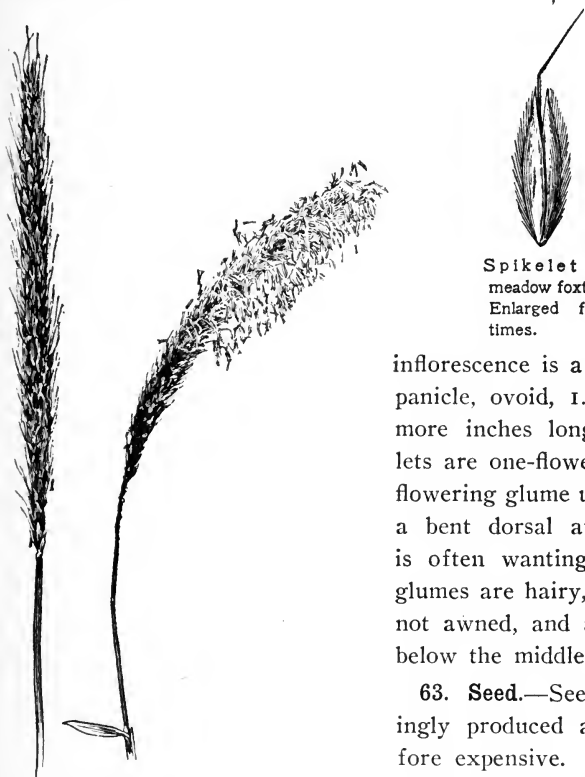 Spikelet
meadow foxt
Enlarged f
times.
inflorescence is a
panicle, ovoid, 1.
more inches long
lets are one-flowe
flowering glume u
a bent dorsal a
is often wanting
glumes are hairy,
not awned, and
below the middle
63. Seed.—See
ingly produced a
fore expensive.